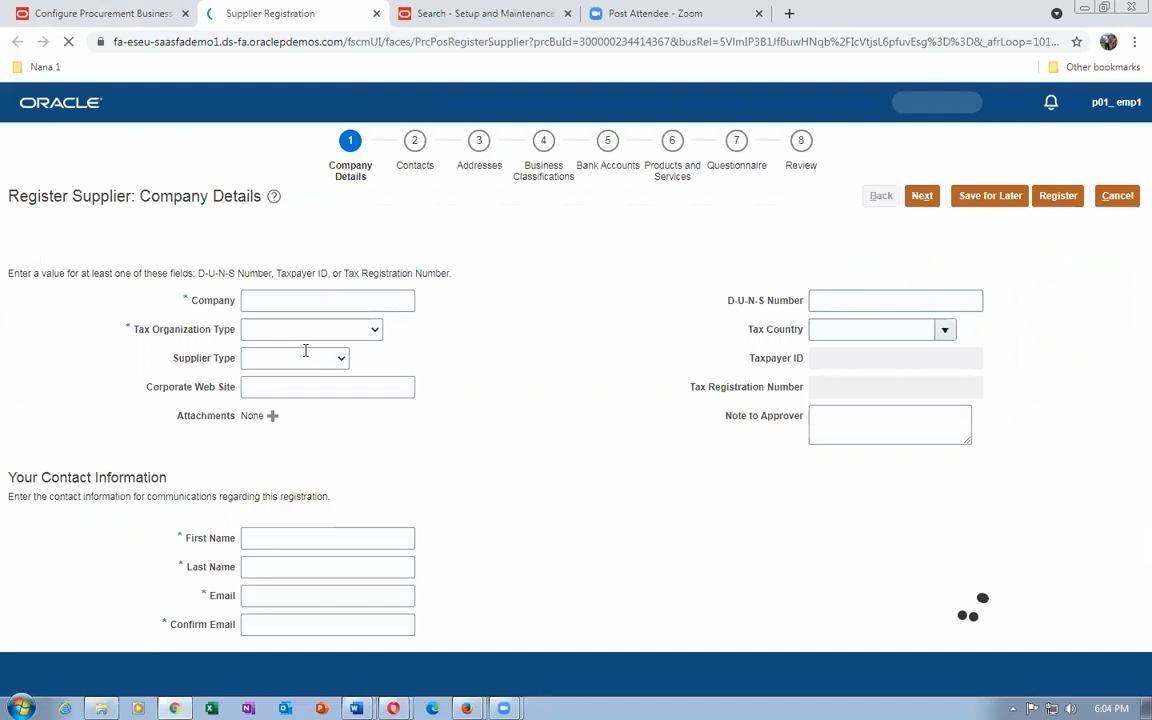 Configure Procurement Business
Supplier Registration
Search - Setup and Maintenance
Post Attendee - Zoom
fa-eseu-saasfademo1.ds-fa.oraclepdemos.com/fscmUI/faces/PrcPosRegisterSupplier?prcBuId=300000234414367&busRel=5VlmIP3B1JfBuwHNqb%2FIcVtjsL6pfuvEsg%3D%3D&_afrLoop=101...
Nana 1
Other bookmarks
ORACLE
p01_ emp1
1 2 3 4 5 6 7 8
Company Details
Contacts
Addresses
Business Classifications
Bank Accounts
Products and Services
Questionnaire
Review
Register Supplier: Company Details ?
Back
Next
Save for Later
Register
Cancel
Enter a value for at least one of these fields: D-U-N-S Number, Taxpayer ID, or Tax Registration Number.
* Company
D-U-N-S Number
* Tax Organization Type
Tax Country
Supplier Type
Taxpayer ID
Corporate Web Site
Tax Registration Number
Attachments None
Note to Approver
Your Contact Information
Enter the contact information for communications regarding this registration.
* First Name
* Last Name
* Email
* Confirm Email
6:04 PM